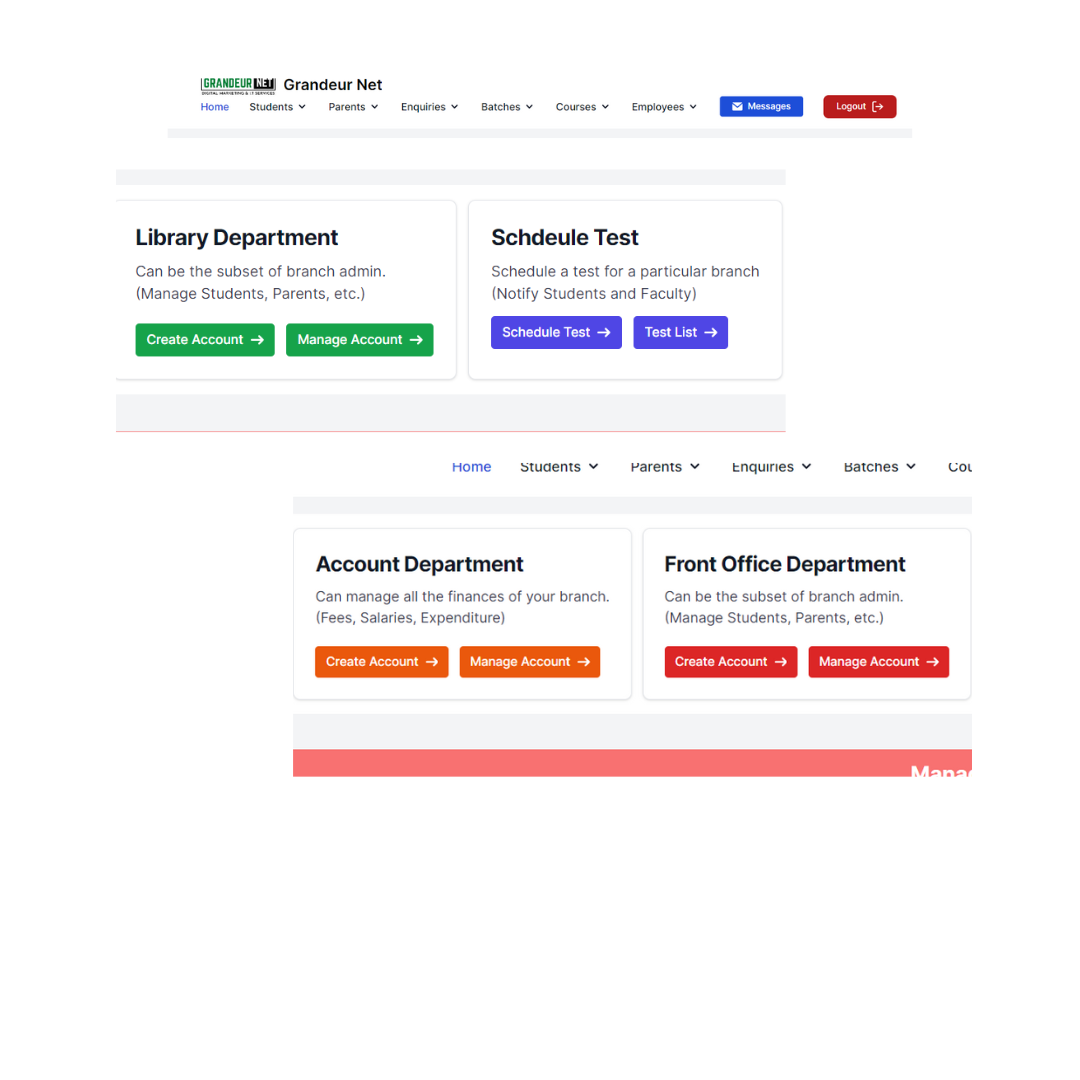 GRANDEUR NET Grandeur Net
DIGITAL MARKETING & IT SERVICES
Home Students Parents Enquiries Batches Courses Employees Messages Logout
Library Department
Can be the subset of branch admin.
(Manage Students, Parents, etc.)
Create Account → Manage Account →
Schdeule Test
Schedule a test for a particular branch
(Notify Students and Faculty)
Schedule Test → Test List →
Home Students Parents Enquiries Batches
Account Department
Can manage all the finances of your branch.
(Fees, Salaries, Expenditure)
Create Account → Manage Account →
Front Office Department
Can be the subset of branch admin.
(Manage Students, Parents, etc.)
Create Account → Manage Account →